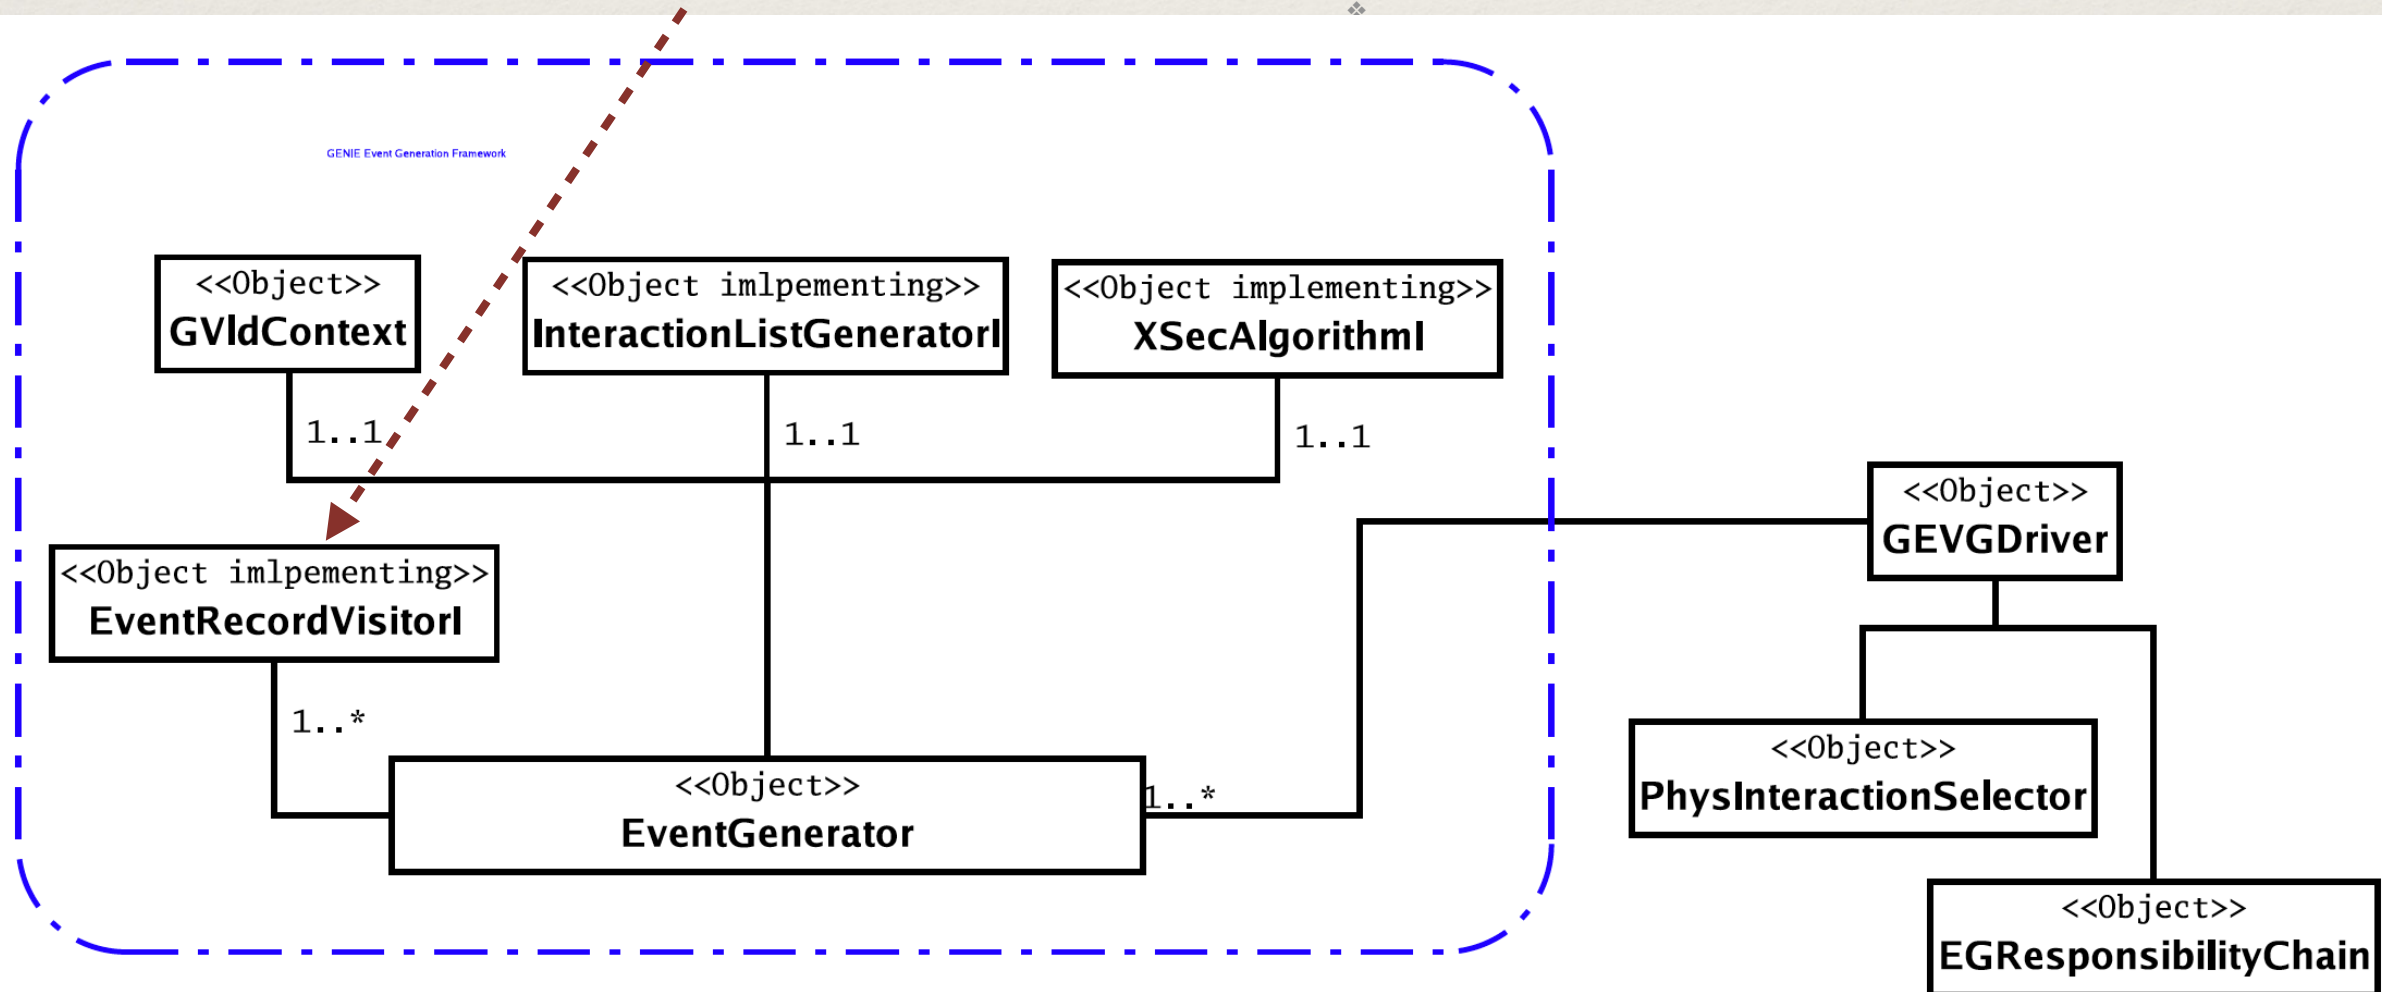 GENIE Event Generation Framework
<<Object>>
GVldContext
<<Object imlpementing>>
InteractionListGeneratorI
<<Object implementing>>
XSecAlgorithmI
1..1
1..1
1..1
<<Object>>
GEVGDriver
<<Object imlpementing>>
EventRecordVisitorI
1..*
<<Object>>
EventGenerator
1..*
<<Object>>
PhysInteractionSelector
<<Object>>
EGResponsibilityChain